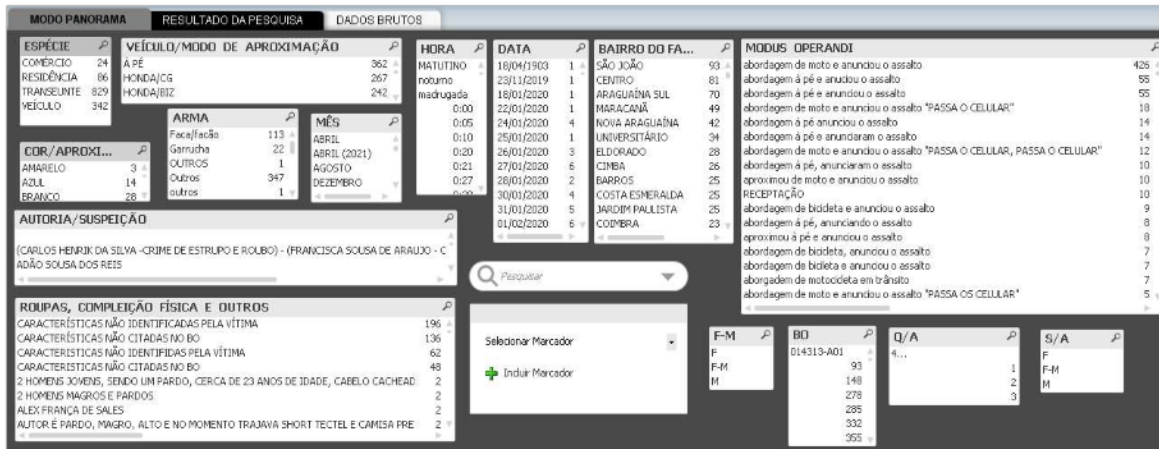 MODO PANORAMA RESULTADO DA PESQUISA DADOS BRUTOS
ESPÉCIE
COMÉRCIO 24
RESIDÊNCIA 86
TRANSEUNTE 829
VEÍCULO 342
VEÍCULO/MODO DE APROXIMAÇÃO
À PÉ 362
HONDA/CG 267
HONDA/BIZ 242
COR/APROXI...
AMARELO 3
AZUL 14
BRANCO 28
ARMA
Faca/facão 113
Garrucha 22
OUTROS 1
Outros 347
outros 1
MÊS
ABRIL
ABRIL (2021)
AGOSTO
DEZEMBRO
HORA
MATUTINO
noturno
madrugada
0:00
0:05
0:10
0:20
0:21
0:27
DATA
18/04/1903 1
23/11/2019 1
18/01/2020 1
22/01/2020 1
24/01/2020 4
25/01/2020 1
26/01/2020 3
27/01/2020 6
28/01/2020 2
30/01/2020 4
31/01/2020 5
01/02/2020 6
BAIRRO DO FA...
SÃO JOÃO 93
CENTRO 81
ARAGUAÍNA SUL 70
MARACANÃ 49
NOVA ARAGUAÍNA 42
UNIVERSITÁRIO 34
ELDORADO 28
CIMBA 26
BARROS 25
COSTA ESMERALDA 25
JARDIM PAULISTA 25
COIMBRA 23
MODUS OPERANDI
abordagem de moto e anunciou o assalto 426
abordagem à pé e anuciou o assalto 55
abordagem à pé e anunciou o assalto 55
abordagem de moto e anunciou o assalto "PASSA O CELULAR" 18
abordagem à pé anunciou o assalto 14
abordagem à pé e anunciaram o assalto 14
abordagem de moto e anunciou o assalto "PASSA O CELULAR, PASSA O CELULAR" 12
abordagem à pé, anunciaram o assalto 10
aproximou de moto e anunciou o assalto 10
RECEPTAÇÃO 10
abordagem de bicicleta e anunciou o assalto 9
abordagem à pé, anunciando o assalto 8
aproximou à pé e anunciou o assalto 8
abordagem de bicicleta, anunciou o assalto 7
abordagem de bicileta e anunciou o assalto 7
aborgadem de motocicleta em trânsito 7
abordagem de moto e anunciou o assalto "PASSA OS CELULAR" 5
AUTORIA/SUSPEIÇÃO
(CARLOS HENRIK DA SILVA -CRIME DE ESTRUPO E ROUBO) - (FRANCISCA SOUSA DE ARAUJO - C
ADÃO SOUSA DOS REIS
Pesquisar
ROUPAS, COMPLEIÇÃO FÍSICA E OUTROS
CARACTERÍSTICAS NÃO IDENTIFICADAS PELA VÍTIMA 196
CARACTERÍSTICAS NÃO CITADAS NO BO 136
CARACTERISTICAS NÃO IDENTIFIDAS PELA VÍTIMA 62
CARACTERISTICAS NÃO CITADAS NO BO 48
2 HOMENS JOVENS, SENDO UM PARDO, CERCA DE 23 ANOS DE IDADE, CABELO CACHEAD 2
2 HOMENS MAGROS E PARDOS 2
ALEX FRANÇA DE SALES 2
AUTOR É PARDO, MAGRO, ALTO E NO MOMENTO TRAJAVA SHORT TECTEL E CAMISA PRE 2
Selecionar Marcador
Incluir Marcador
F-M
F
F-M
M
BO
014313-A01
93
148
278
285
332
355
Q/A
4...
1
2
3
S/A
F
F-M
M